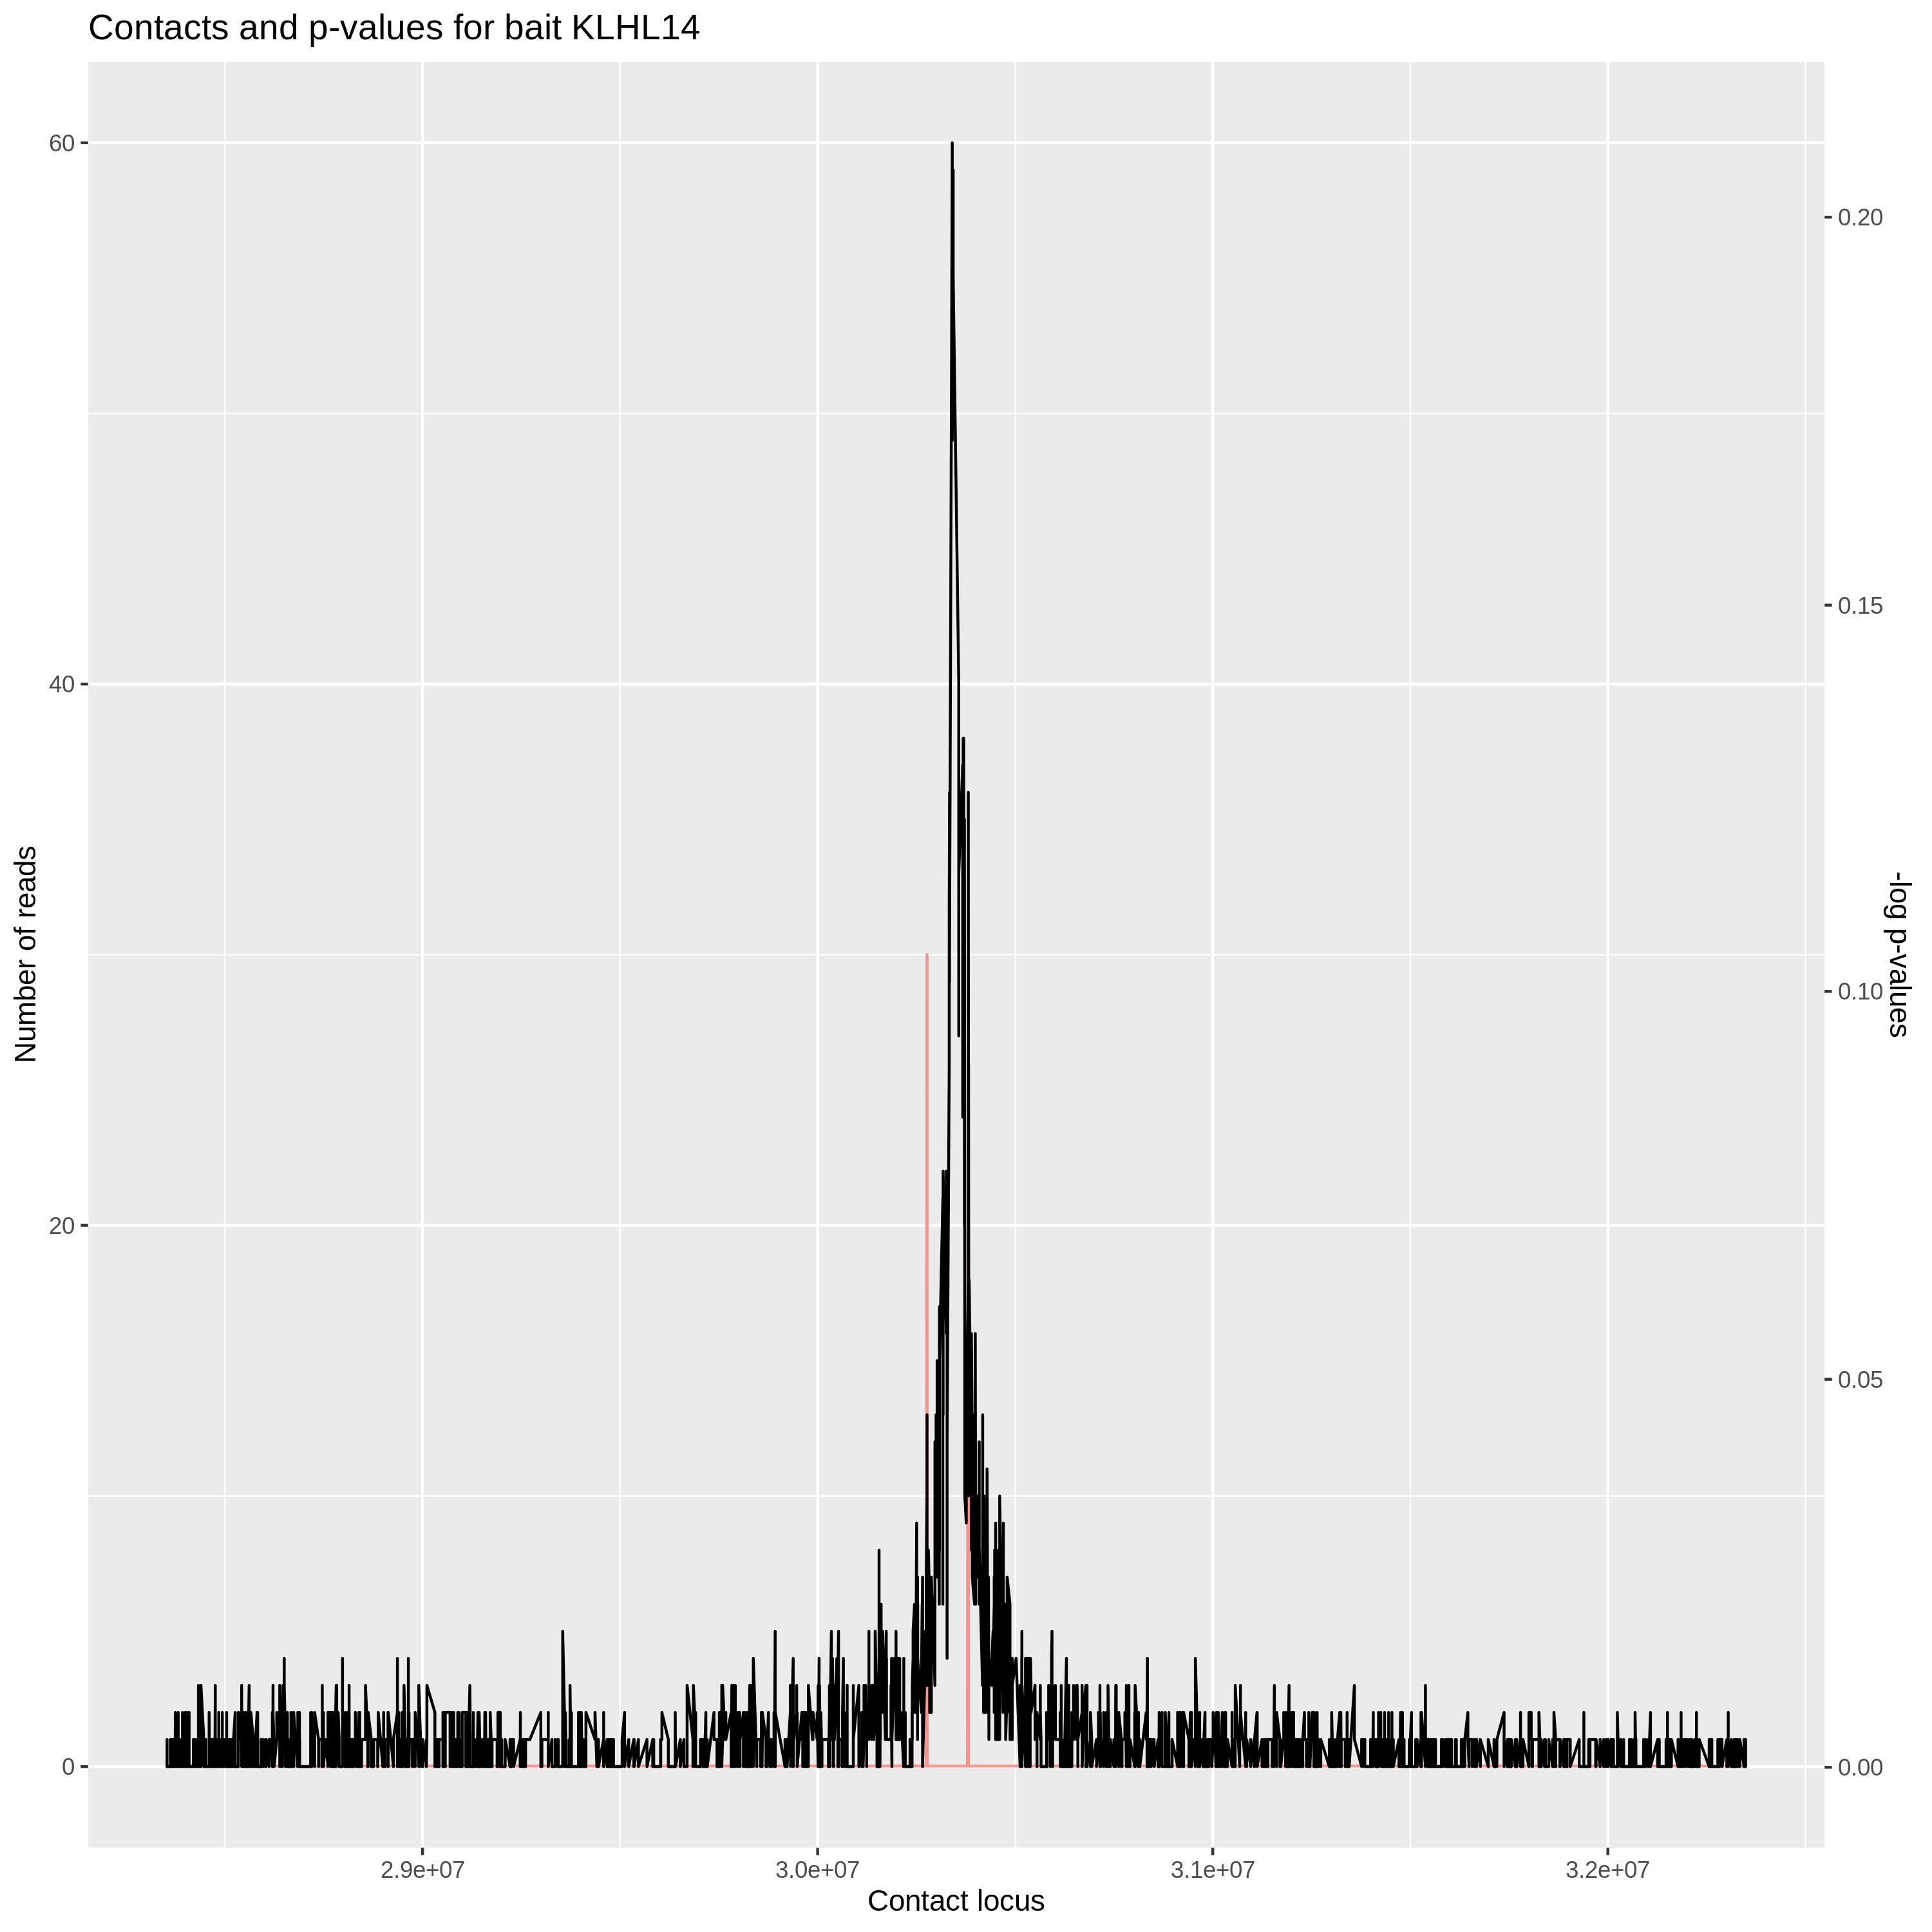 Contacts and p-values for bait KLHL14
60
40
20
0
Number of reads
0.20
0.15
0.10
0.05
0.00
-log p-values
2.9e+07
3.0e+07
3.1e+07
3.2e+07
Contact locus